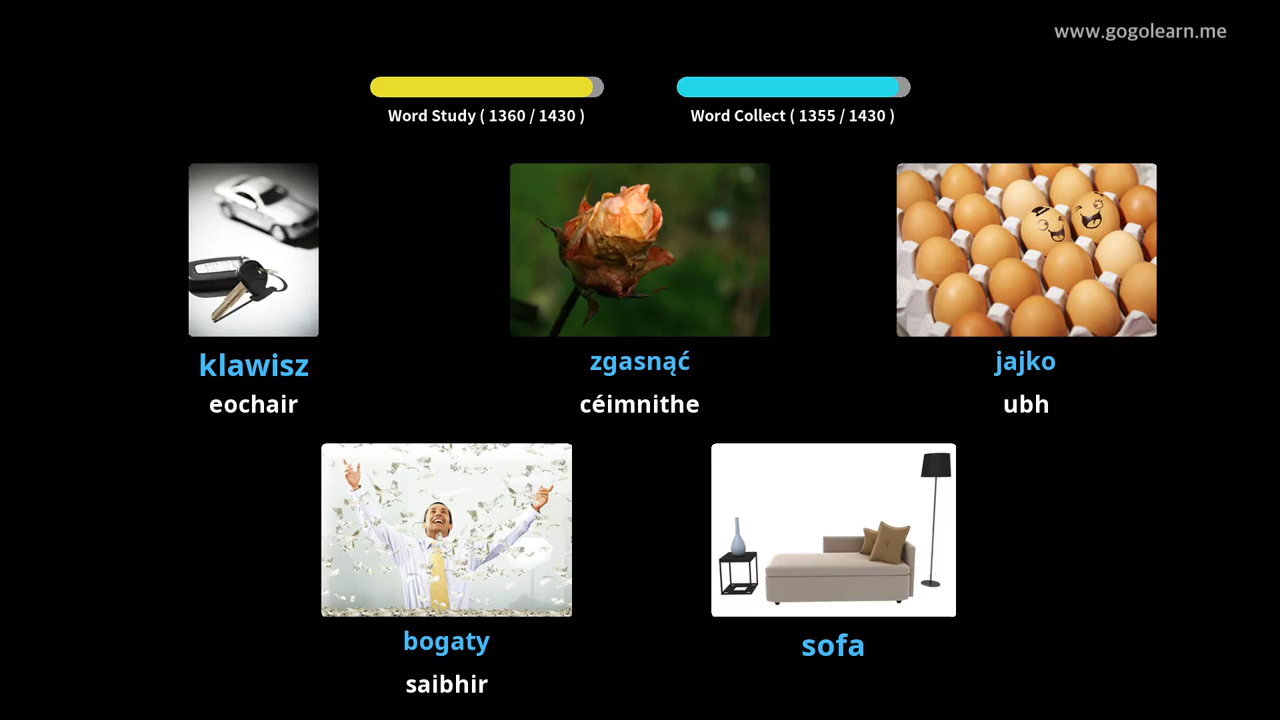 www.gogolearn.me
Word Study ( 1360 / 1430 )
Word Collect ( 1355 / 1430 )
klawisz
eochair
zgasnąć
céimnithe
jajko
ubh
bogaty
saibhir
sofa